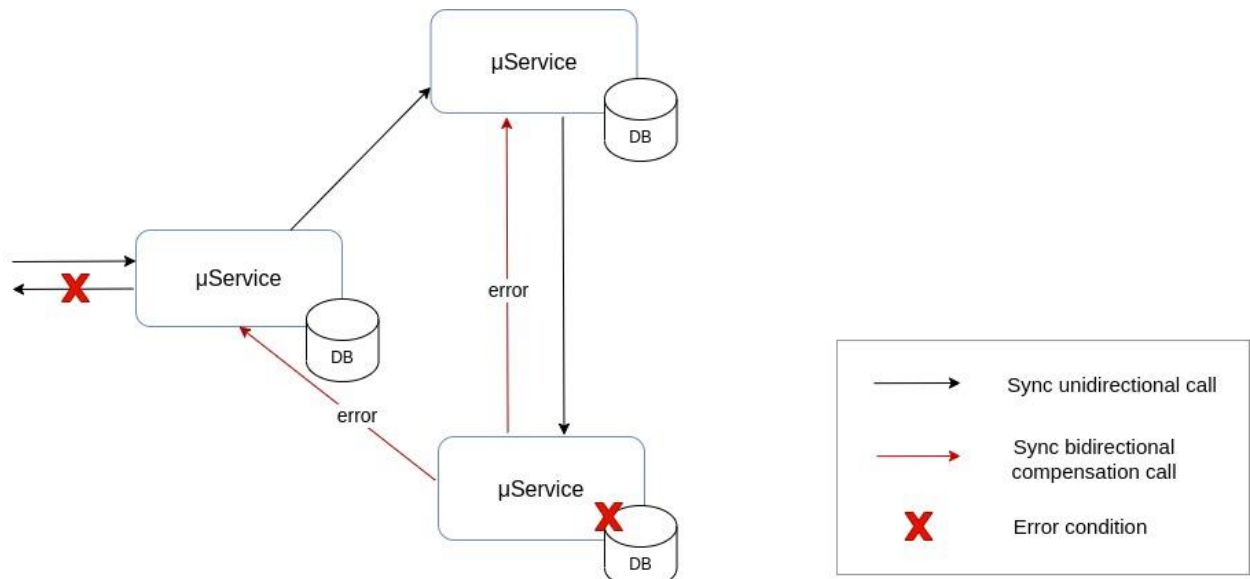 µService
DB
µService
DB
error
error
µService
DB
Sync unidirectional call
Sync bidirectional
compensation call
Error condition